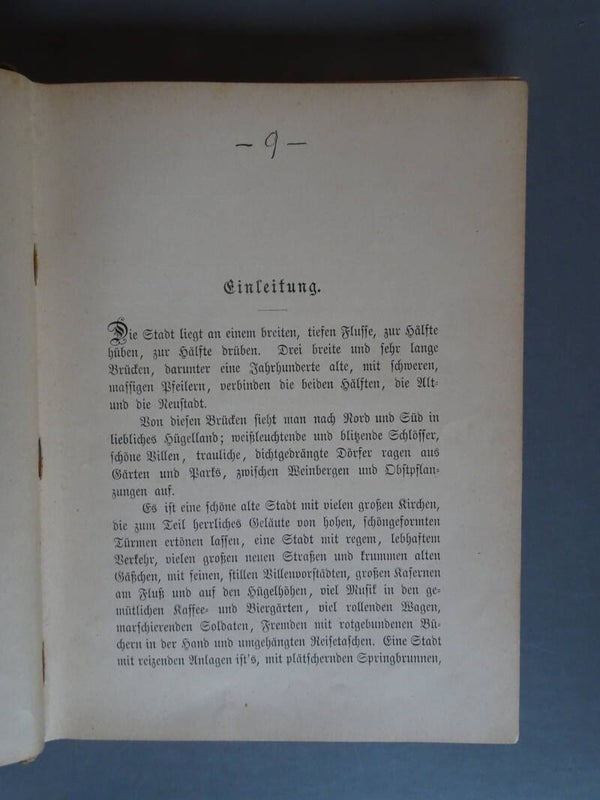 — 9 —
Einleitung.
Die Stadt liegt an einem breiten, tiefen Flusse, zur Hälfte
hüben, zur Hälfte drüben. Drei breite und sehr lange
Brücken, darunter eine Jahrhunderte alte, mit schweren,
massigen Pfeilern, verbinden die beiden Hälften, die Alt-
und die Neustadt.
Von diesen Brücken sieht man nach Nord und Süd in
liebliches Hügelland; weißleuchtende und blitzende Schlösser,
schöne Villen, trauliche, dichtgedrängte Dörfer ragen aus
Gärten und Parks, zwischen Weinbergen und Obstpflan-
zungen auf.
Es ist eine schöne alte Stadt mit vielen großen Kirchen,
die zum Teil herrliches Geläute von hohen, schöngeformten
Türmen ertönen lassen, eine Stadt mit regem, lebhaftem
Verkehr, vielen großen neuen Straßen und krummen alten
Gäßchen, mit feinen, stillen Villenvorstädten, großen Kasernen
am Fluß und auf den Hügelhöhen, viel Musik in den ge-
mütlichen Kaffee- und Biergärten, viel rollenden Wagen,
marschierenden Soldaten, Fremden mit rotgebundenen Bü-
chern in der Hand und umgehängten Reisetaschen. Eine Stadt
mit reizenden Anlagen ist's, mit plätschernden Springbrunnen,